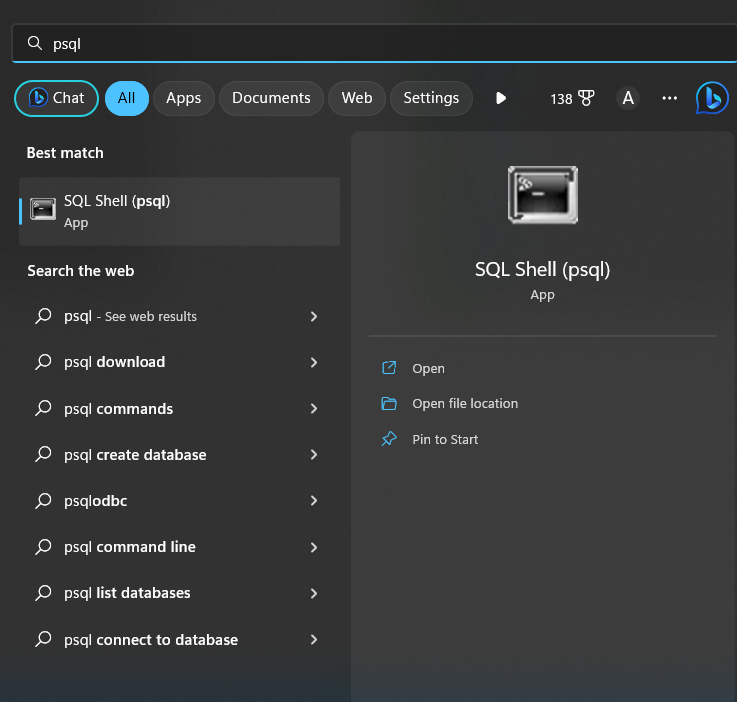 psql
Chat
All
Apps
Documents
Web
Settings
138
A
Best match
SQL Shell (psql)
App
Search the web
psql - See web results
psql download
psql commands
psql create database
psqlodbc
psql command line
psql list databases
psql connect to database
SQL Shell (psql)
App
Open
Open file location
Pin to Start